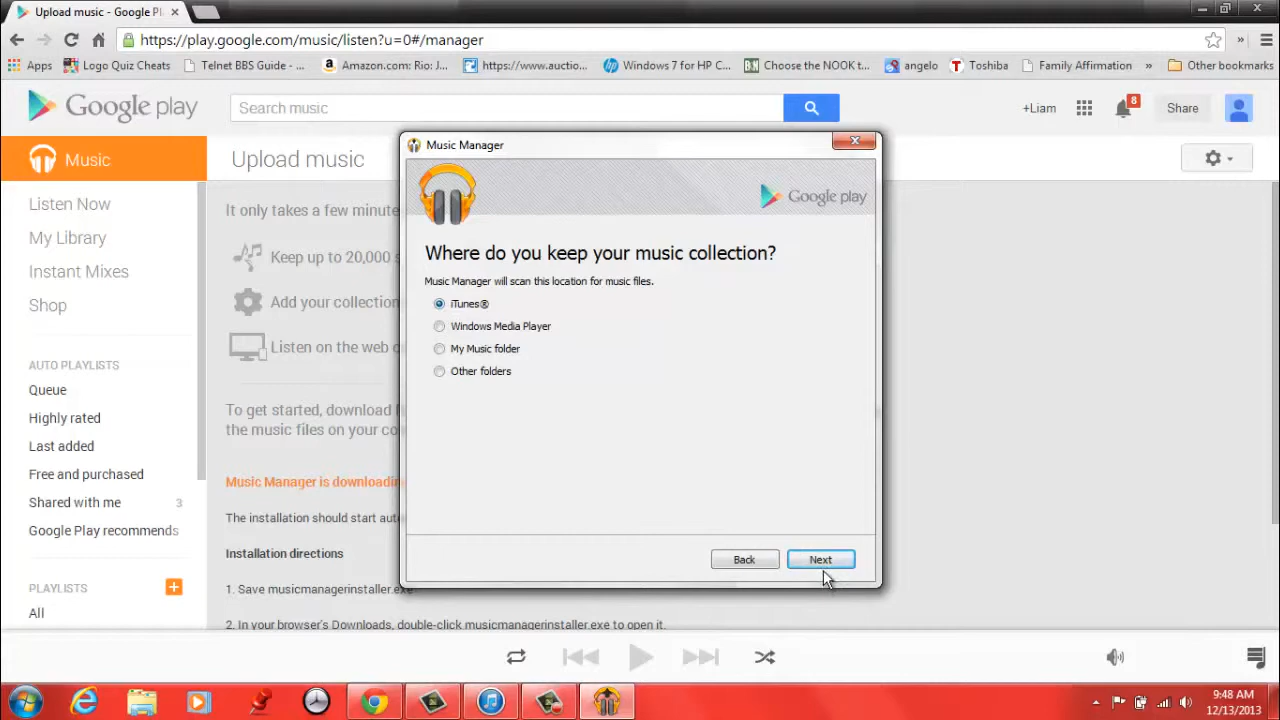 Upload music - Google Pl
https://play.google.com/music/listen?u=0#/manager
Apps
Logo Quiz Cheats
Telnet BBS Guide - ...
Amazon.com: Rio: J...
https://www.auctio...
Windows 7 for HP C...
Choose the NOOK t...
angelo
Toshiba
Family Affirmation
»
Other bookmarks
Google play
Search music
+Liam
8
Share
Music
Upload music
Listen Now
My Library
Instant Mixes
Shop
AUTO PLAYLISTS
Queue
Highly rated
Last added
Free and purchased
Shared with me 3
Google Play recommends
PLAYLISTS
All
It only takes a few minute
Keep up to 20,000 s
Add your collection
Listen on the web o
To get started, download
the music files on your co
Music Manager is downloadin
The installation should start aut
Installation directions
1. Save musicmanagerinstaller.exe
2. In your browser's Downloads, double-click musicmanagerinstaller.exe to open it.
Music Manager
Google play
Where do you keep your music collection?
Music Manager will scan this location for music files.
iTunes®
Windows Media Player
My Music folder
Other folders
Back
Next
9:48 AM
12/13/2013